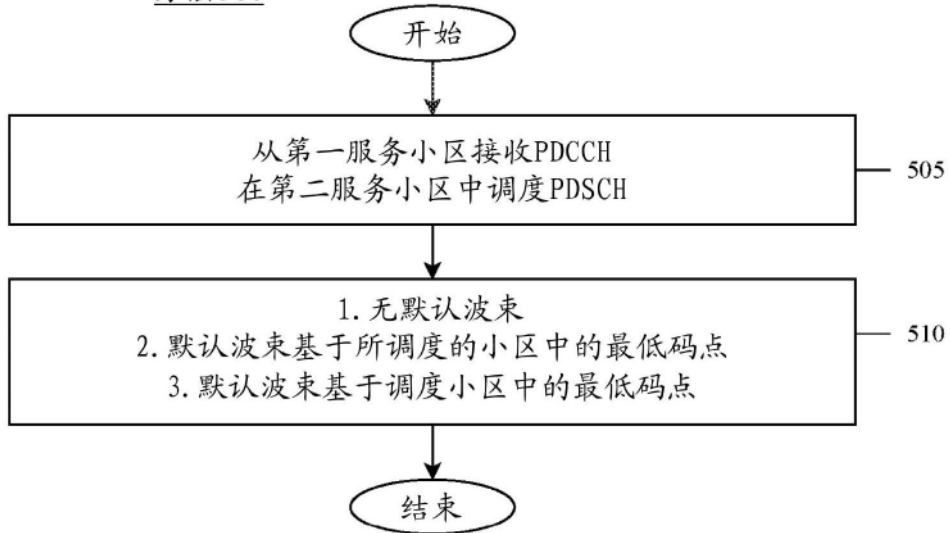 开始
从第一服务小区接收PDCCH
在第二服务小区中调度PDSCH
505
1.无默认波束
2.默认波束基于所调度的小区中的最低码点
3.默认波束基于调度小区中的最低码点
510
结束